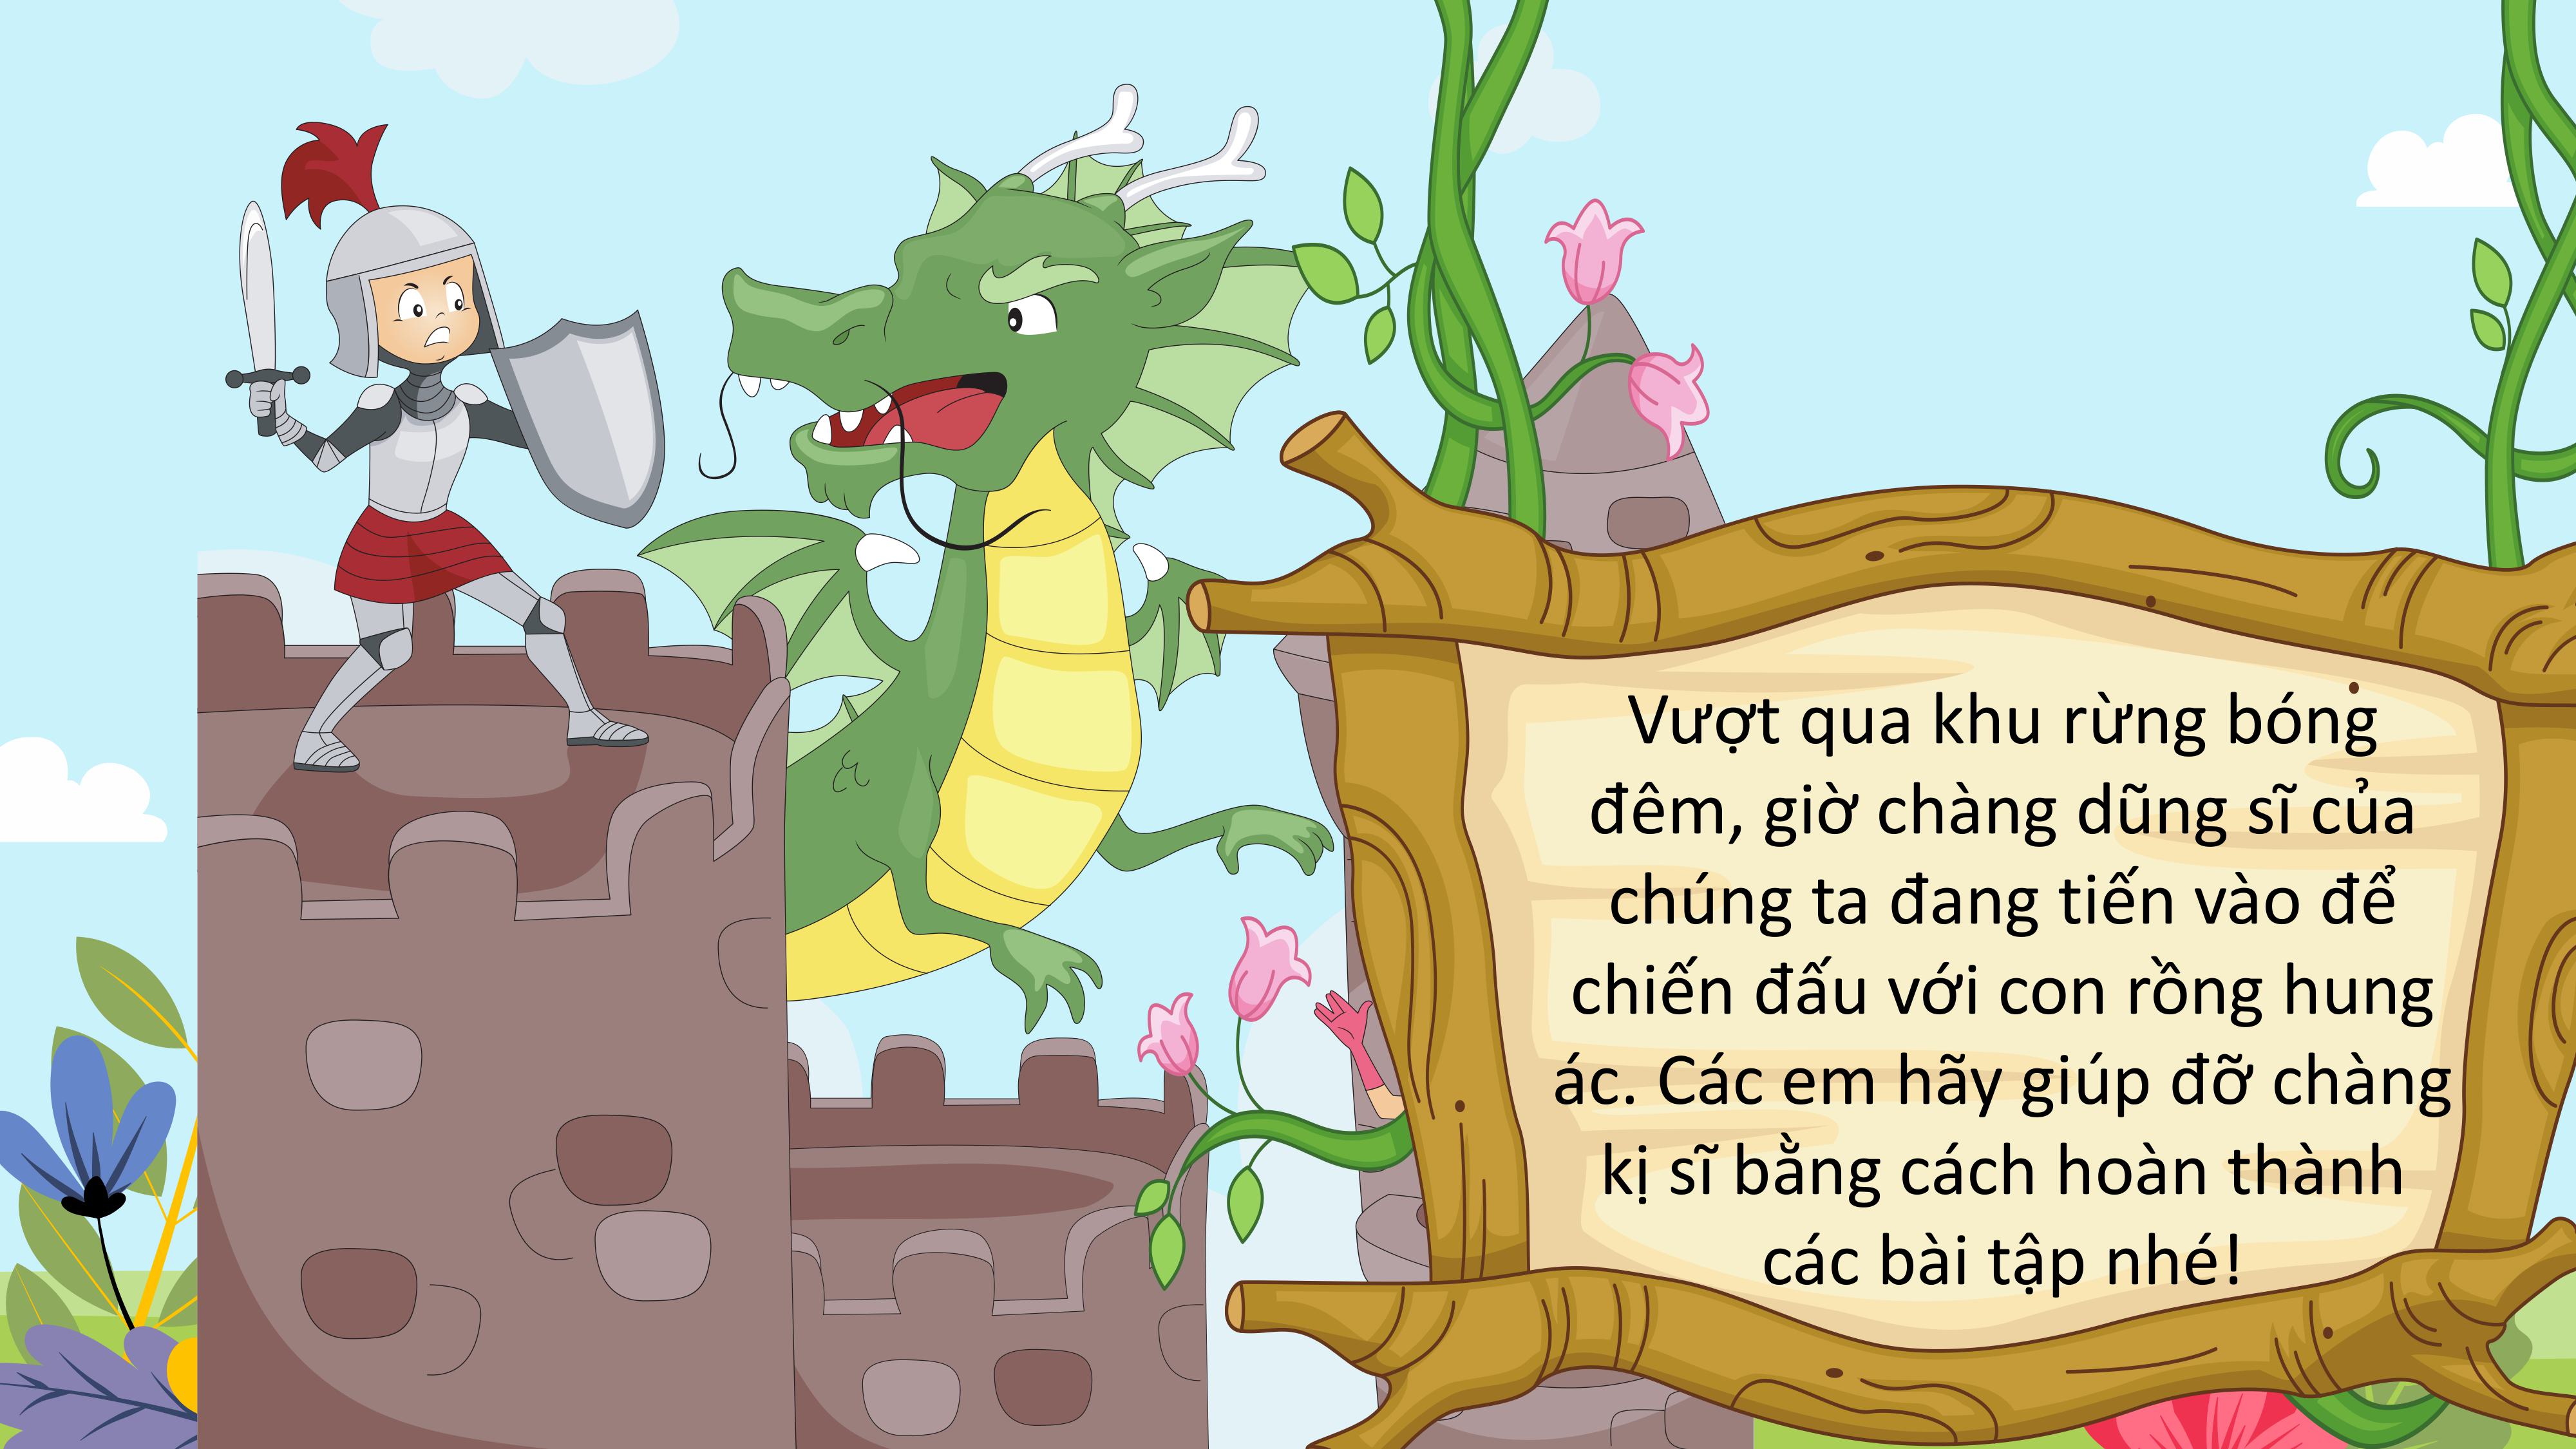 Vượt qua khu rừng bóng
đêm, giờ chàng dũng sĩ của
chúng ta đang tiến vào để
chiến đấu với con rồng hung
ác. Các em hãy giúp đỡ chàng
kị sĩ bằng cách hoàn thành
các bài tập nhé!